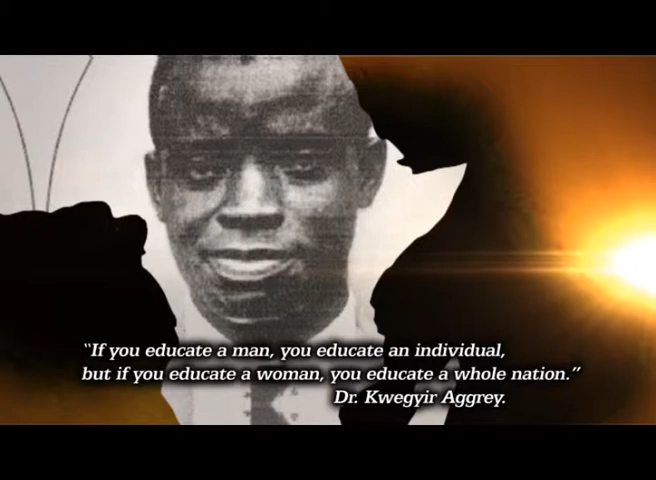 “If you educate a man, you educate an individual,
but if you educate a woman, you educate a whole nation.”
Dr. Kwegyir Aggrey.